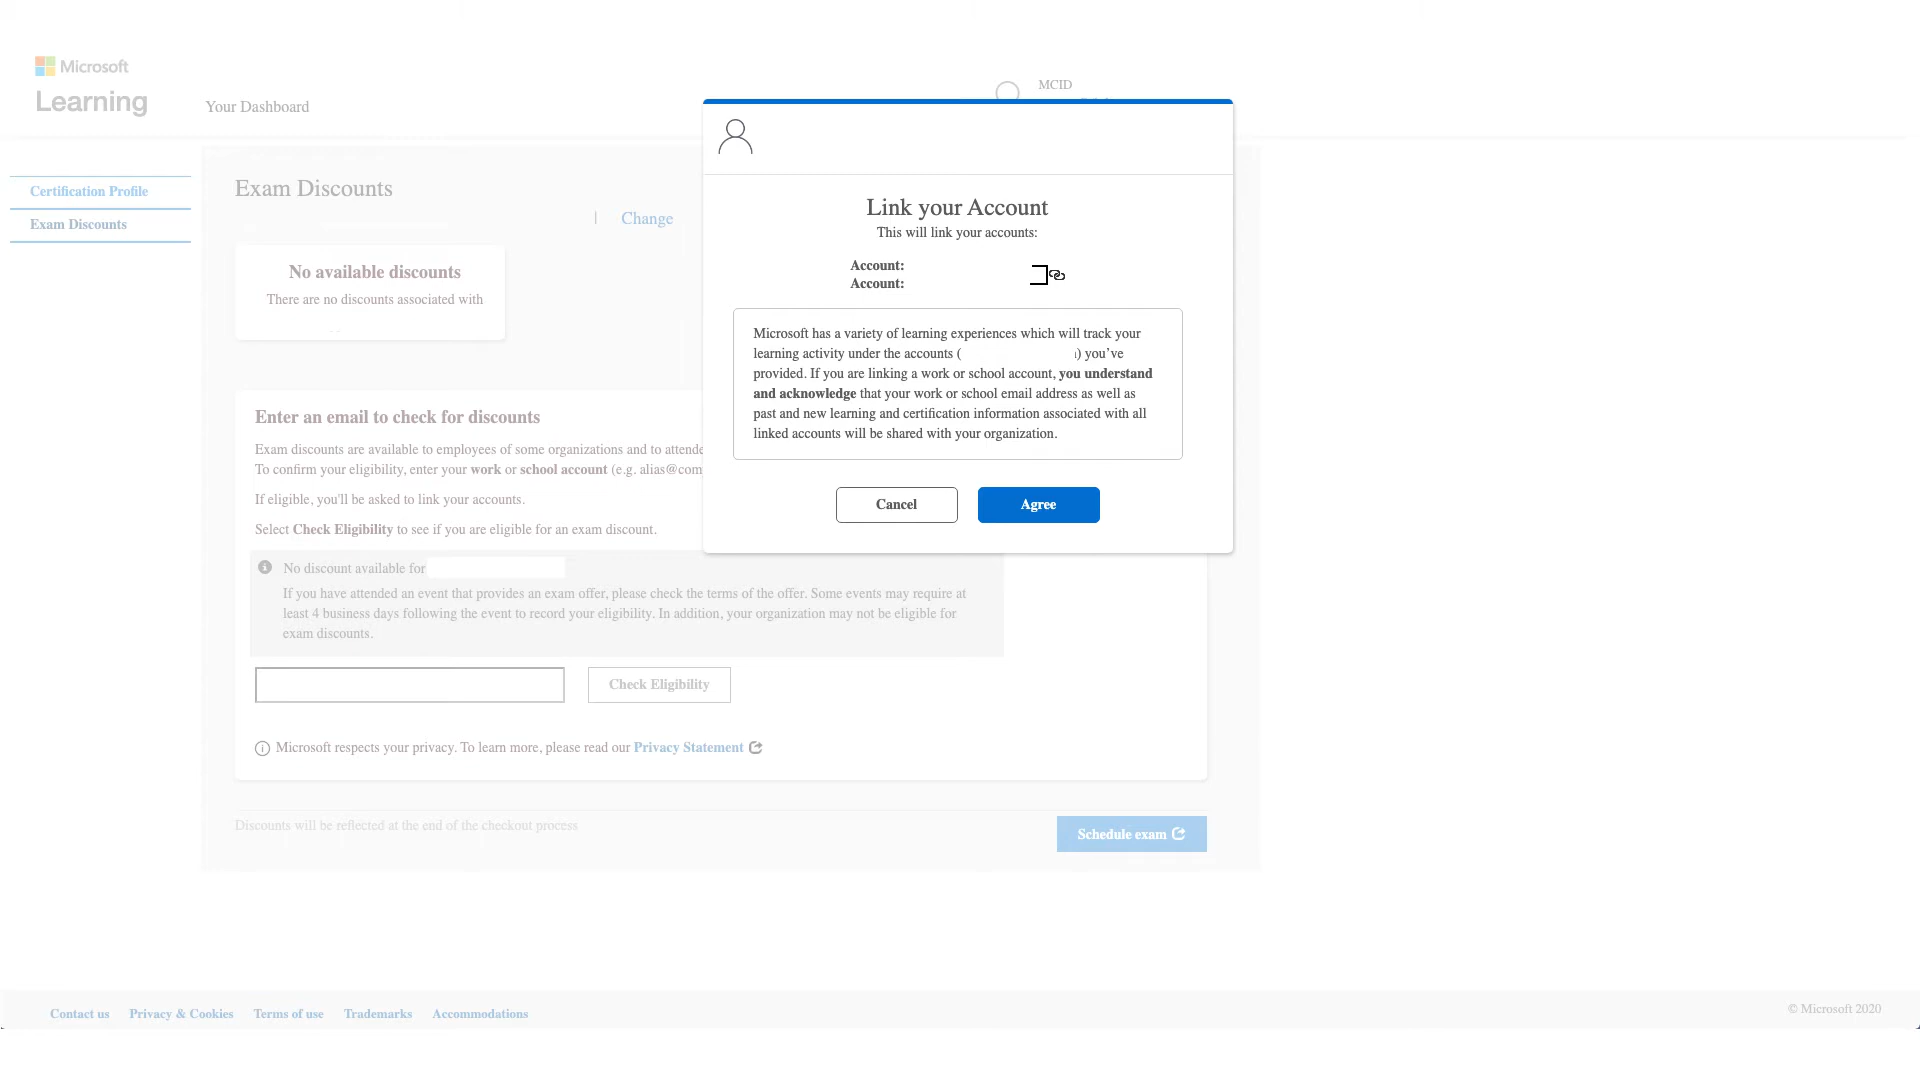 Microsoft
Learning
Your Dashboard
MCID
Certification Profile
Exam Discounts
Exam Discounts
| Change
No available discounts
There are no discounts associated with
Enter an email to check for discounts
Exam discounts are available to employees of some organizations and to attende
To confirm your eligibility, enter your work or school account (e.g. alias@com
If eligible, you'll be asked to link your accounts.
Select Check Eligibility to see if you are eligible for an exam discount.
No discount available for
If you have attended an event that provides an exam offer, please check the terms of the offer. Some events may require at
least 4 business days following the event to record your eligibility. In addition, your organization may not be eligible for
exam discounts.
Check Eligibility
Microsoft respects your privacy. To learn more, please read our Privacy Statement
Discounts will be reflected at the end of the checkout process
Schedule exam
Link your Account
This will link your accounts:
Account:
Account:
Microsoft has a variety of learning experiences which will track your
learning activity under the accounts ( ) you’ve
provided. If you are linking a work or school account, you understand
and acknowledge that your work or school email address as well as
past and new learning and certification information associated with all
linked accounts will be shared with your organization.
Cancel
Agree
Contact us
Privacy & Cookies
Terms of use
Trademarks
Accommodations
© Microsoft 2020